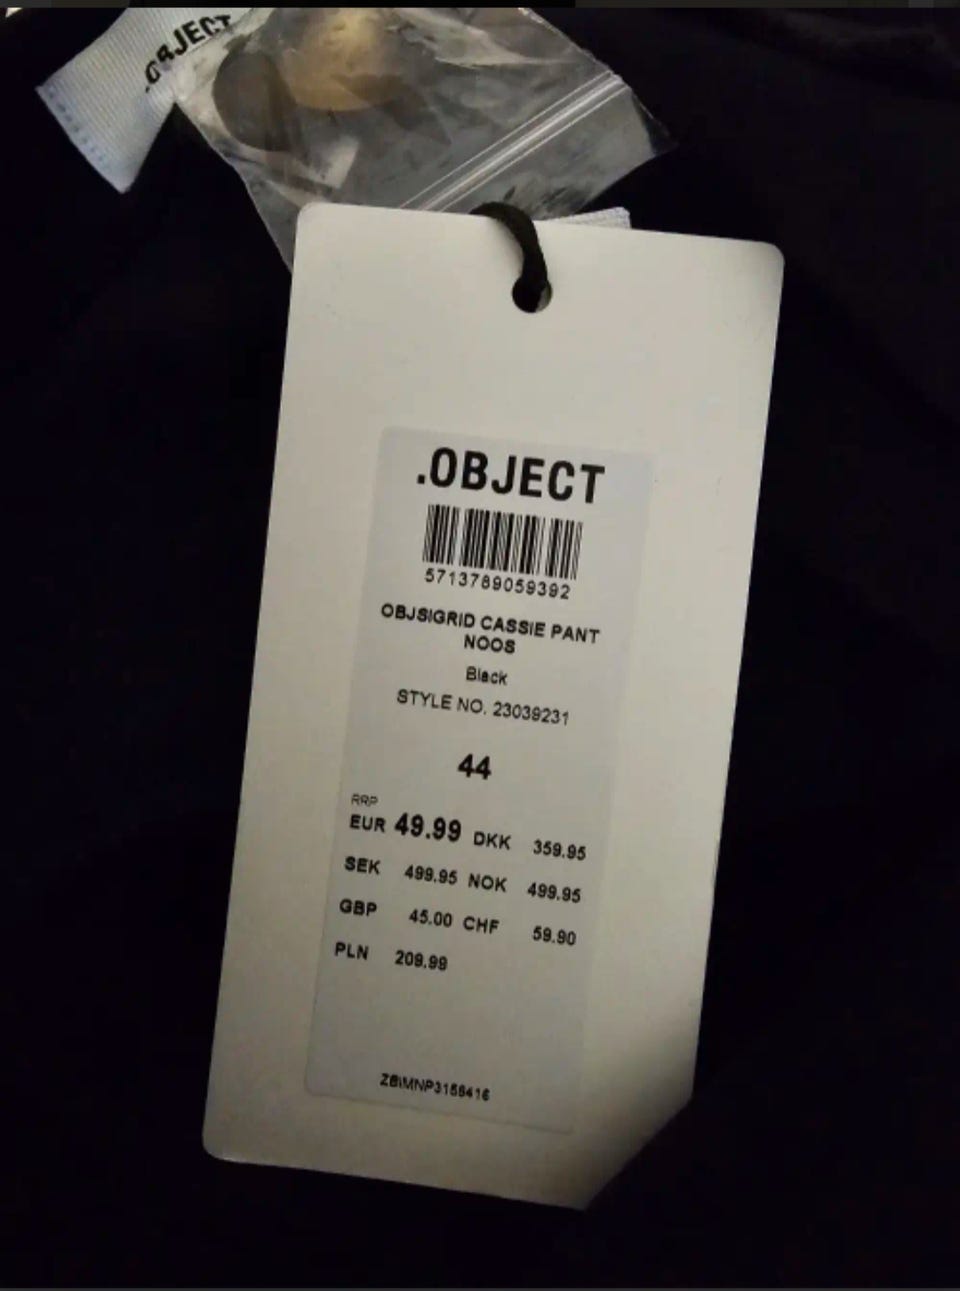 .OBJECT
.OBJECT
5713789059392
OBJSIGRID CASSIE PANT
NOOS
Black
STYLE NO. 23039231
44
RRP
EUR 49.99 DKK 359.95
SEK 499.95 NOK 499.95
GBP 45.00 CHF 59.90
PLN 209.99